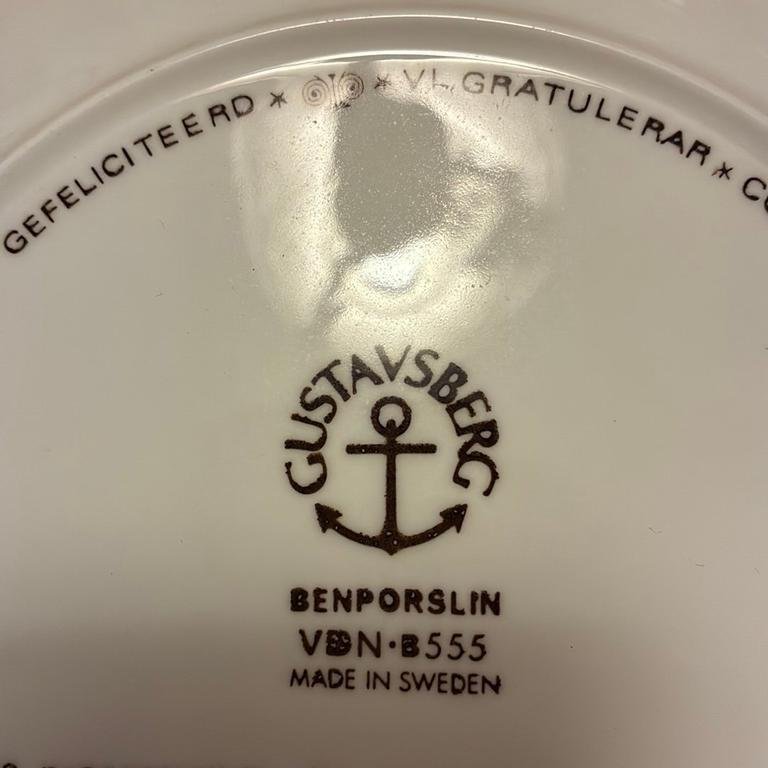 GEFELICITEERD * * VI GRATULERAR *
GUSTAVSBERG
BENPORSLIN
VDN·B555
MADE IN SWEDEN